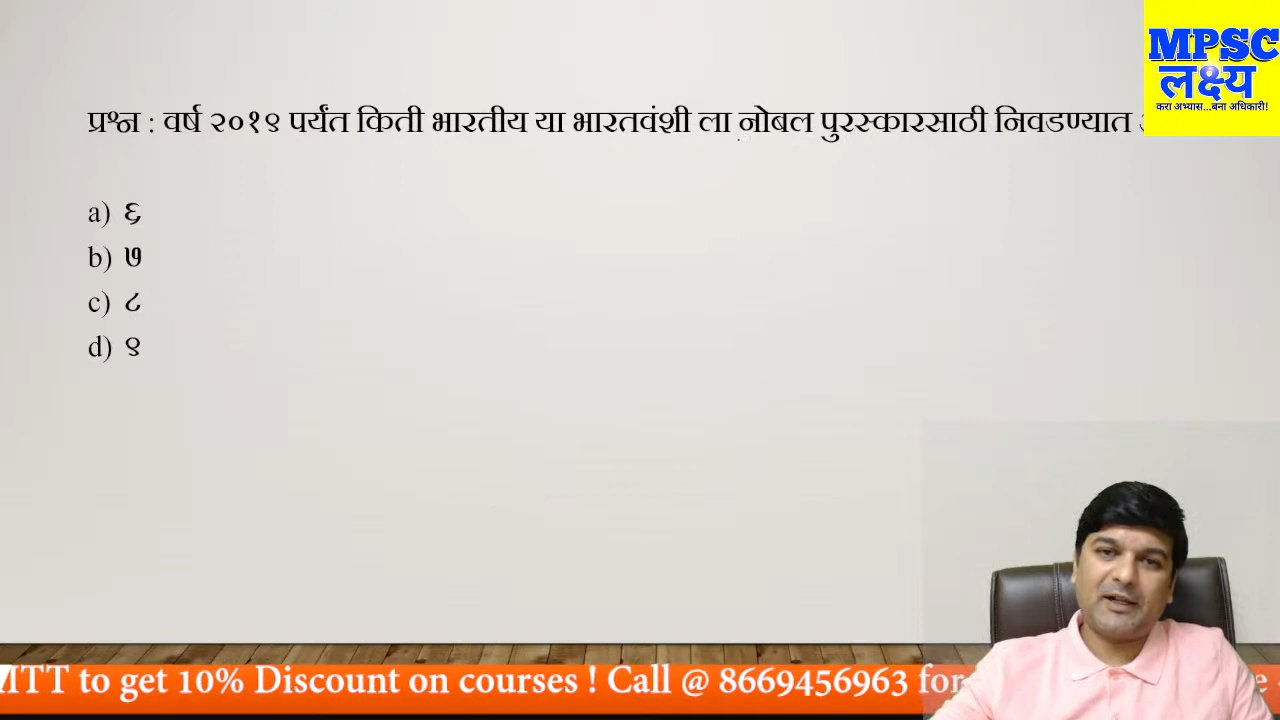 MPSC
लक्ष्य
करा अभ्यास...बना अधिकारी!
प्रश्न : वर्ष २०१९ पर्यंत किती भारतीय या भारतवंशी ला नोबल पुरस्कारसाठी निवडण्यात
a) ६
b) ७
c) ८
d) ९
MTT to get 10% Discount on courses ! Call @ 8669456963 for